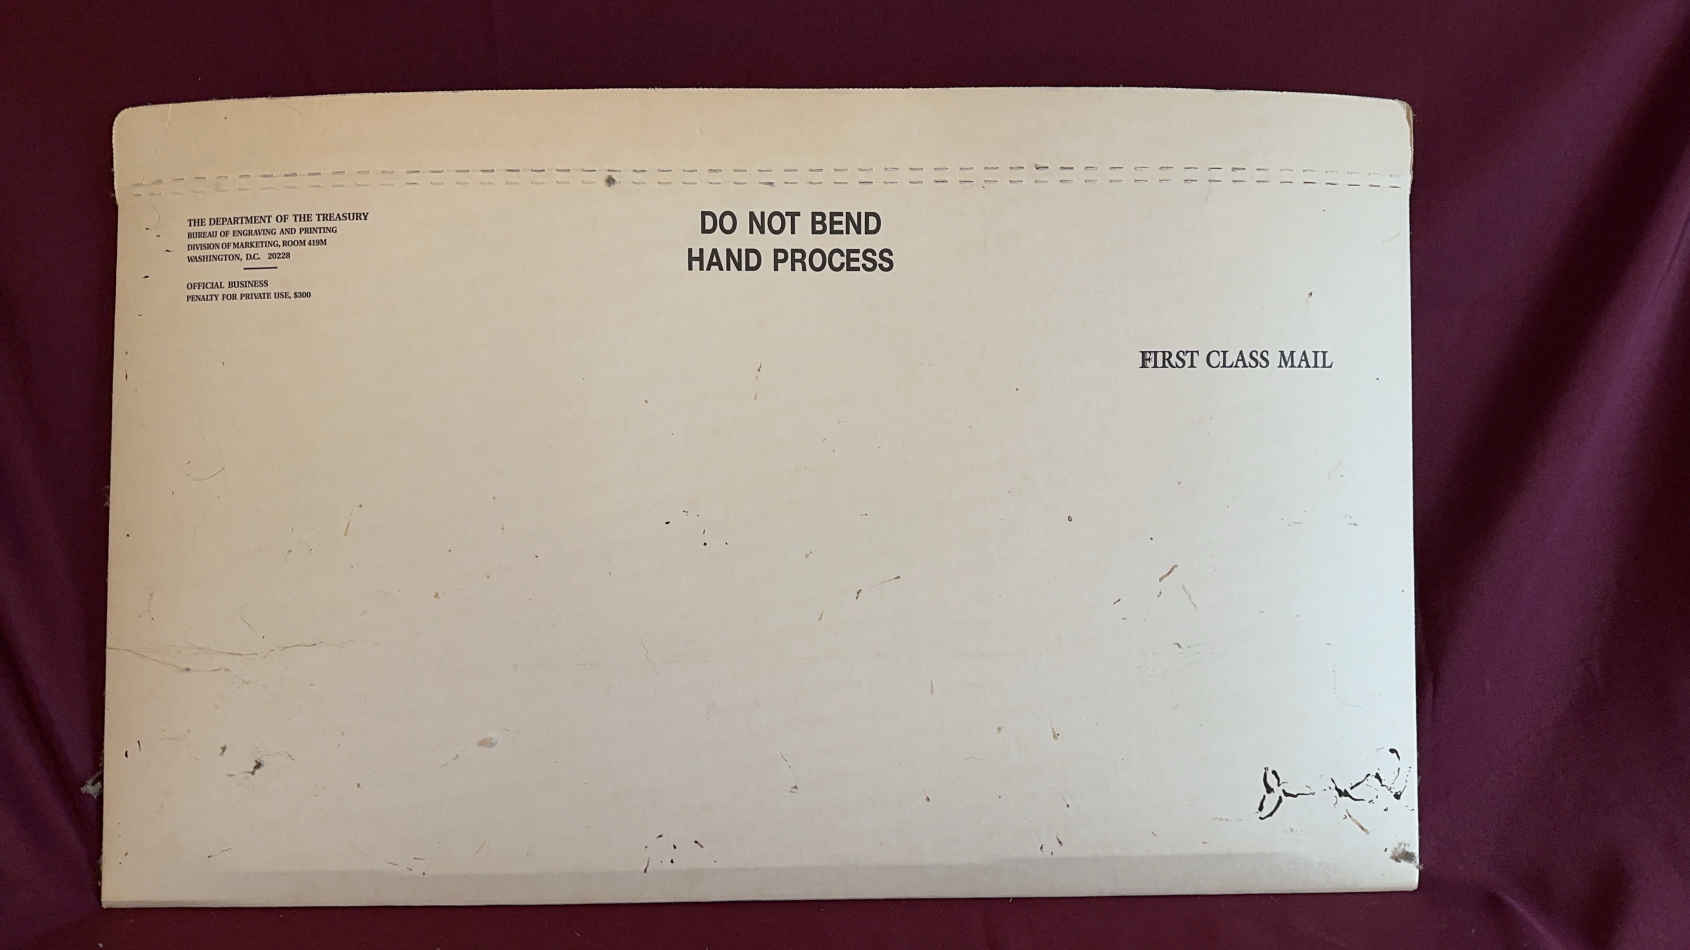 THE DEPARTMENT OF THE TREASURY
BUREAU OF ENGRAVING AND PRINTING
DIVISION OF MARKETING, ROOM 419M
WASHINGTON, D.C. 20228
OFFICIAL BUSINESS
PENALTY FOR PRIVATE USE, $300
DO NOT BEND
HAND PROCESS
FIRST CLASS MAIL